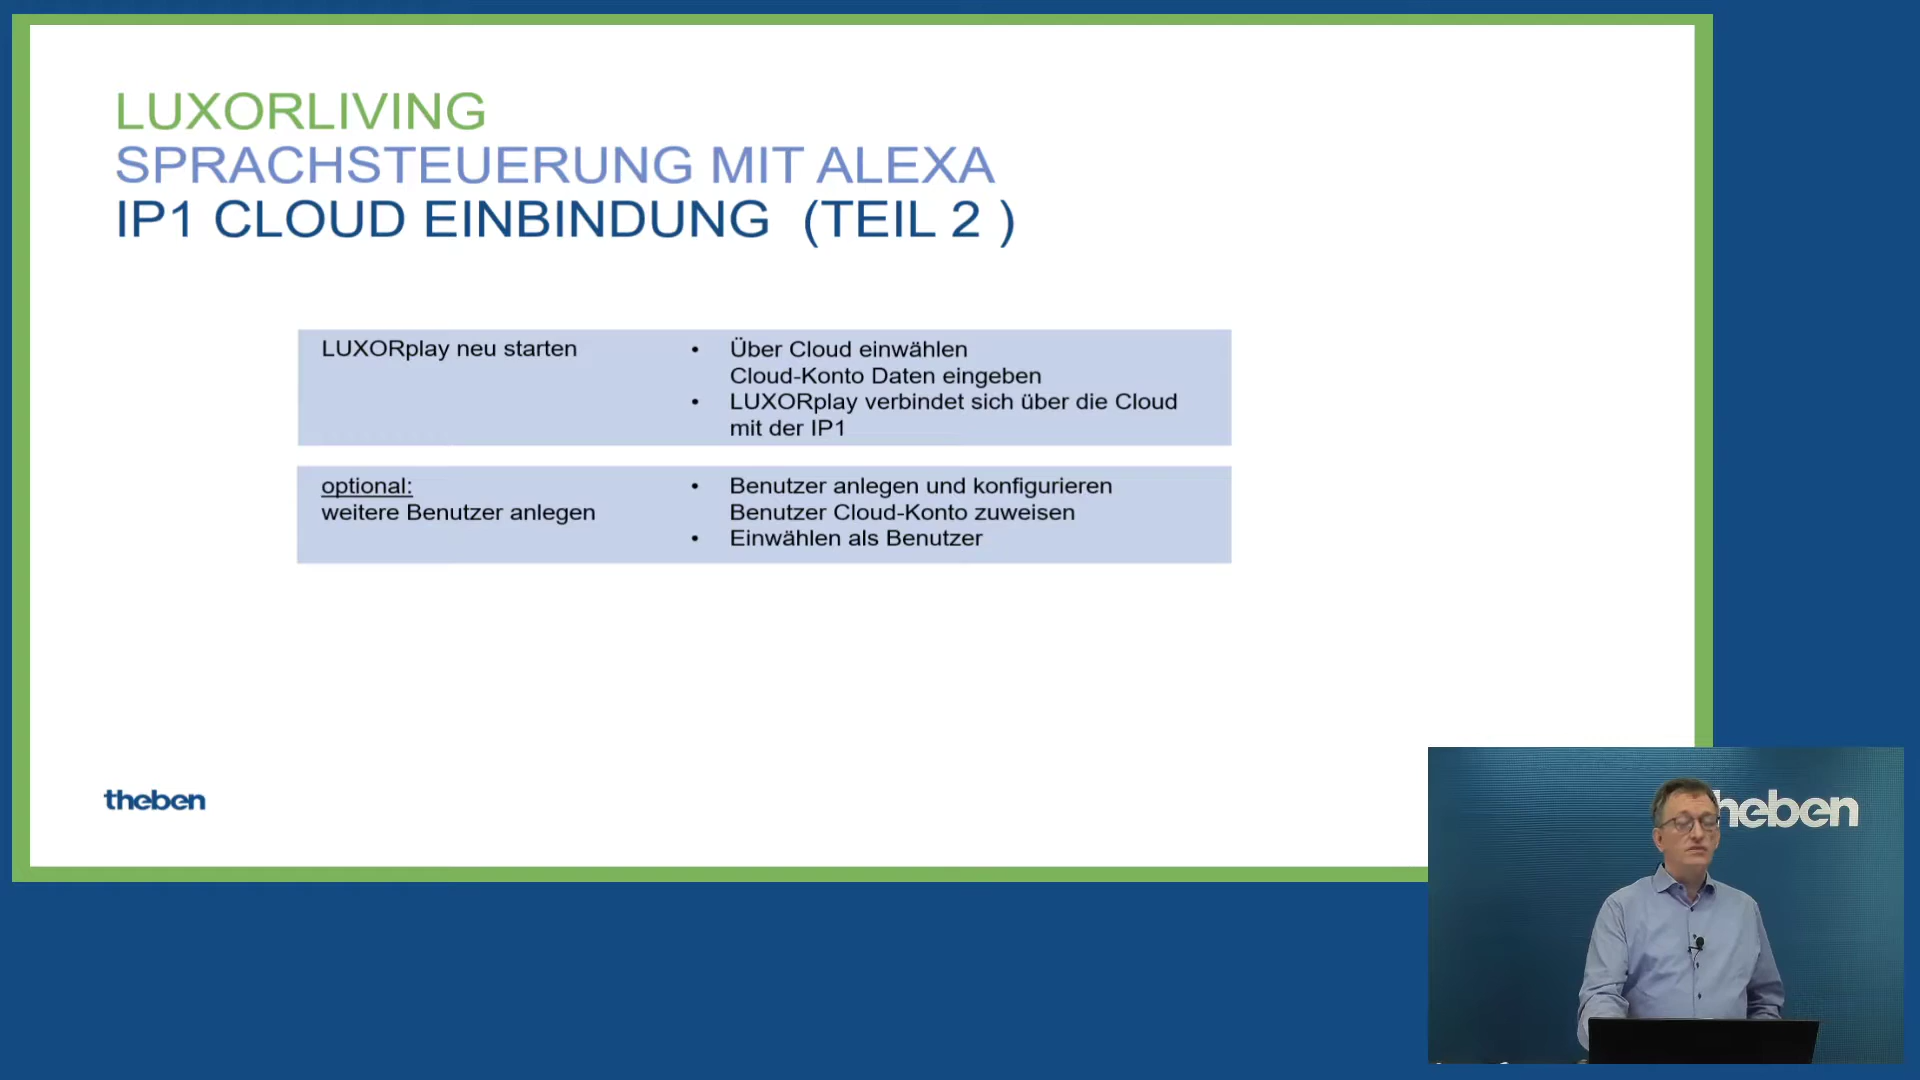 LUXORLIVING
SPRACHSTEUERUNG MIT ALEXA
IP1 CLOUD EINBINDUNG (TEIL 2 )
LUXORplay neu starten
• Über Cloud einwählen
Cloud-Konto Daten eingeben
• LUXORplay verbindet sich über die Cloud
mit der IP1
optional:
weitere Benutzer anlegen
• Benutzer anlegen und konfigurieren
Benutzer Cloud-Konto zuweisen
• Einwählen als Benutzer
theben
heben